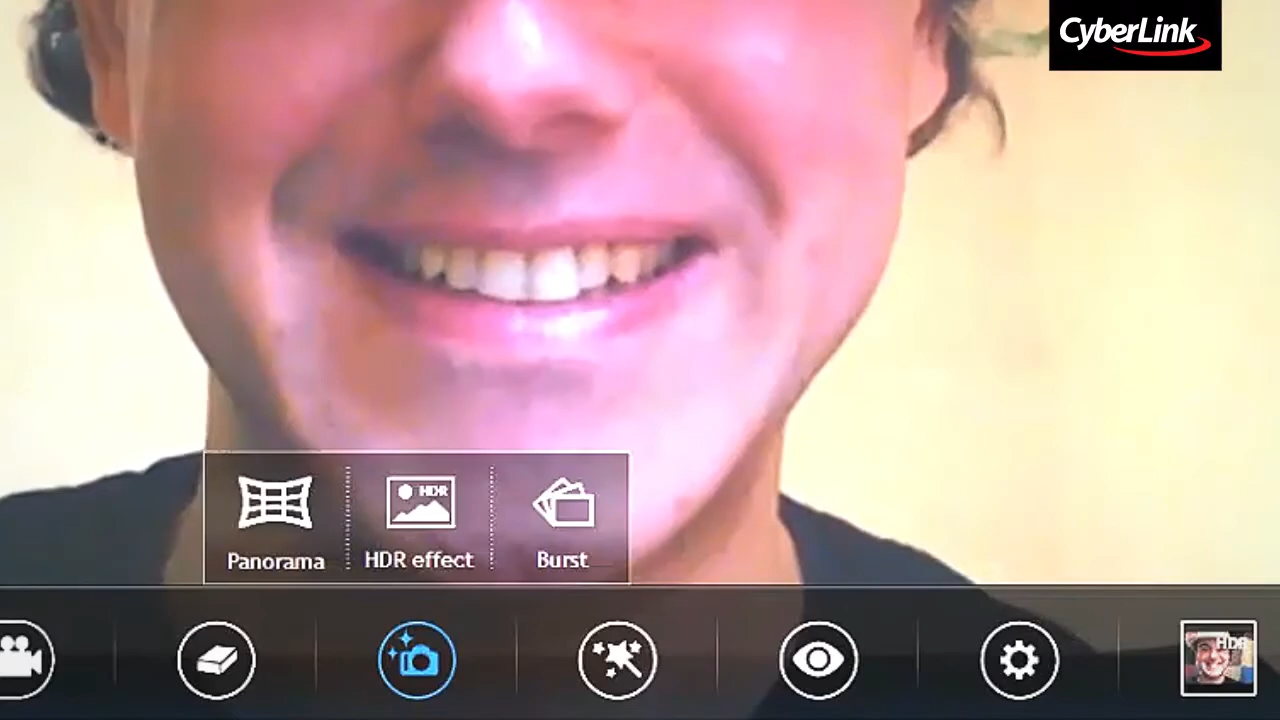 CyberLink
HDR
Panorama
HDR effect
Burst
HDR